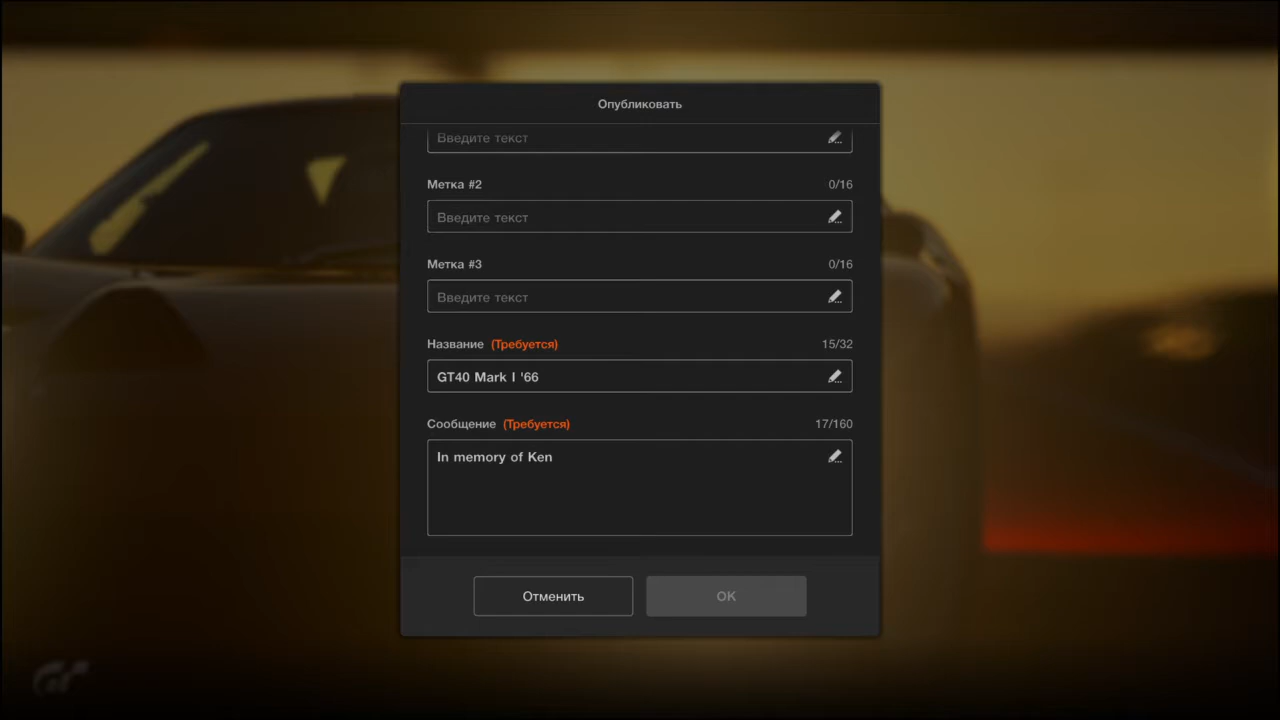 Опубликовать
Введите текст
Метка #2 0/16
Введите текст
Метка #3 0/16
Введите текст
Название (Требуется) 15/32
GT40 Mark I '66
Сообщение (Требуется) 17/160
In memory of Ken
Отменить OK
GT